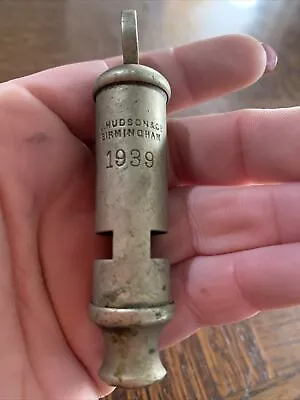 J. HUDSON & CO
BIRMINGHAM
1939